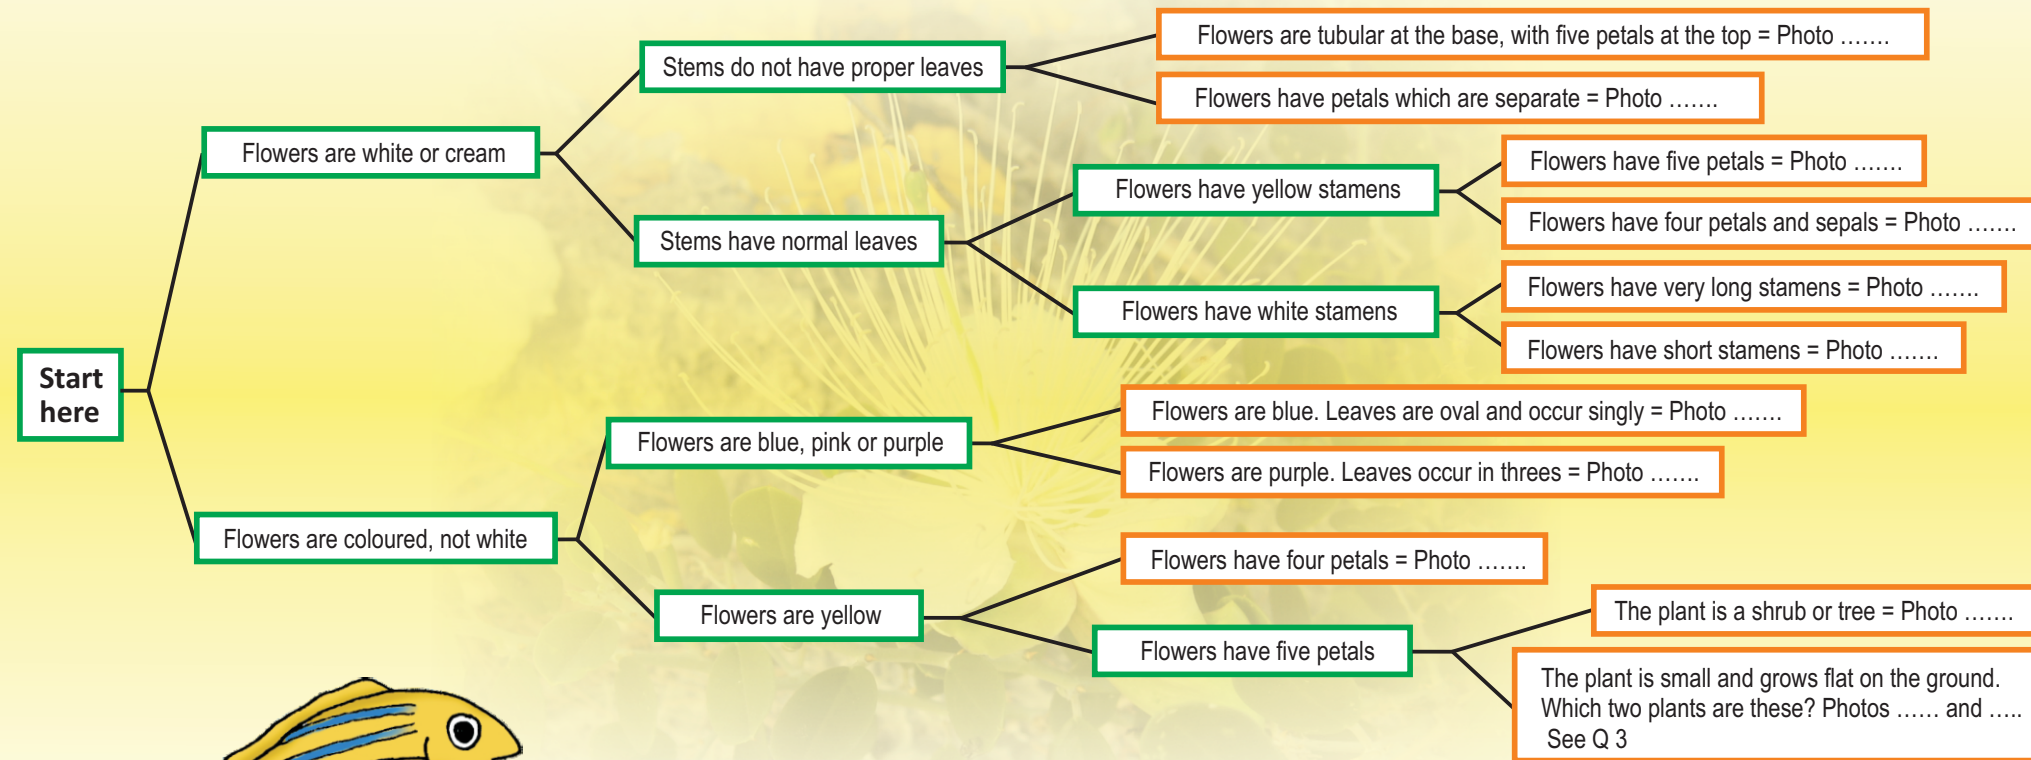 Start
here
Flowers are white or cream
Stems do not have proper leaves
Flowers are tubular at the base, with five petals at the top = Photo …….
Flowers have petals which are separate = Photo …….
Stems have normal leaves
Flowers have yellow stamens
Flowers have five petals = Photo …….
Flowers have four petals and sepals = Photo …….
Flowers have white stamens
Flowers have very long stamens = Photo …….
Flowers have short stamens = Photo …….
Flowers are coloured, not white
Flowers are blue, pink or purple
Flowers are blue. Leaves are oval and occur singly = Photo …….
Flowers are purple. Leaves occur in threes = Photo …….
Flowers are yellow
Flowers have four petals = Photo …….
Flowers have five petals
The plant is a shrub or tree = Photo …….
The plant is small and grows flat on the ground.
Which two plants are these? Photos …... and …..
See Q 3